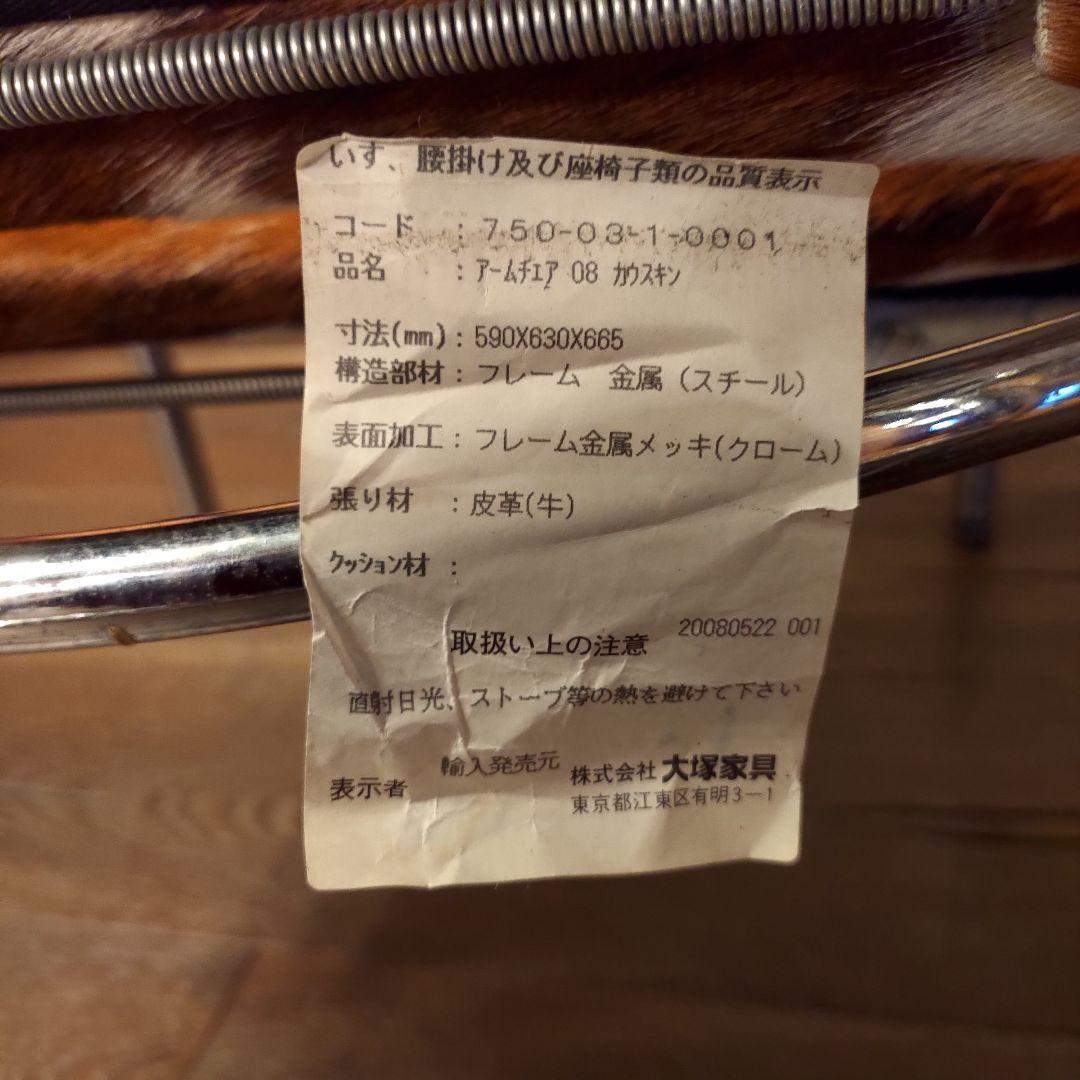 いす、腰掛け及び座椅子類の品質表示
コード : 750-03-1-0001
品名 : ｱｰﾑﾁｴｱ 08 ｶｳｽｷﾝ
寸法(mm) : 590X630X665
構造部材 : フレーム 金属 (スチール)
表面加工 : フレーム金属メッキ(クローム)
張り材 : 皮革(牛)
ｸｯｼｮﾝ材 :
20080522 001
取扱い上の注意
直射日光、ストーブ等の熱を避けて下さい
表示者 輸入発売元 株式会社 大塚家具
東京都江東区有明3ー1